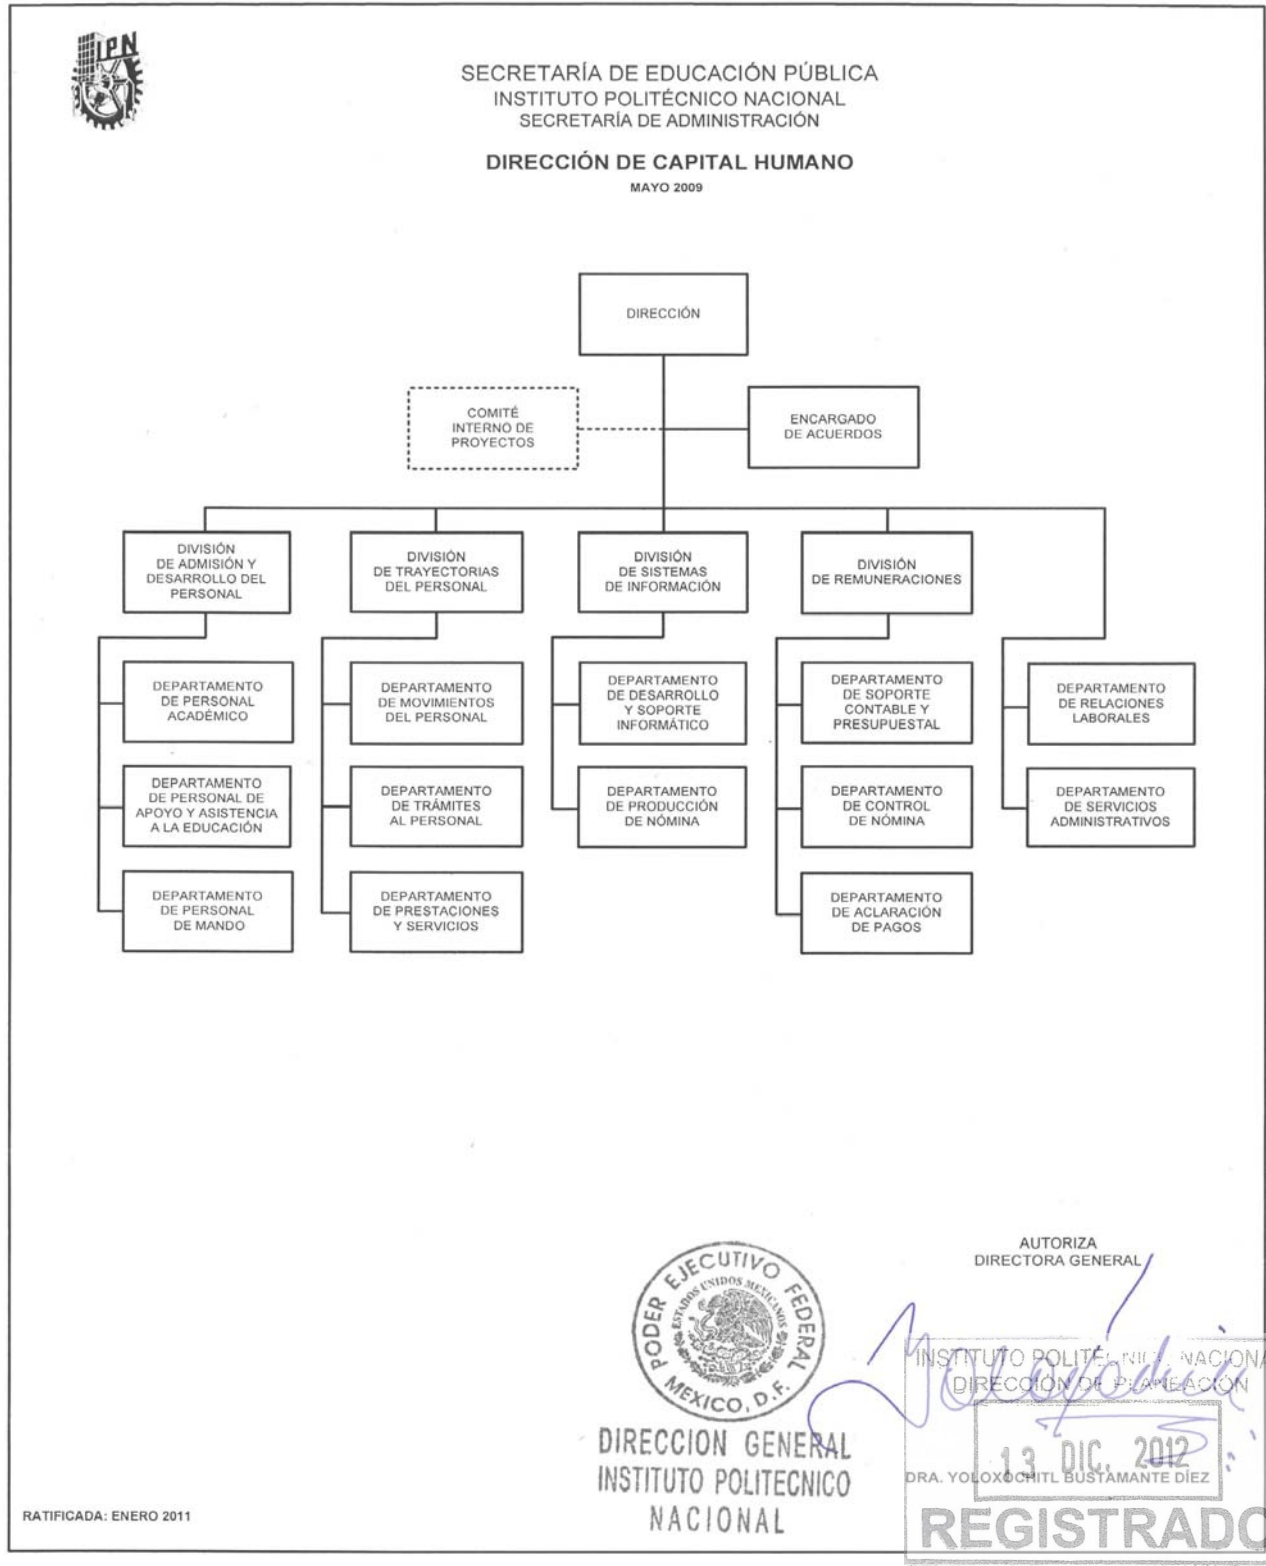 IPN
SECRETARÍA DE EDUCACIÓN PÚBLICA
INSTITUTO POLITÉCNICO NACIONAL
SECRETARÍA DE ADMINISTRACIÓN
DIRECCIÓN DE CAPITAL HUMANO
MAYO 2009
DIRECCIÓN
COMITÉ
INTERNO DE
PROYECTOS
ENCARGADO
DE ACUERDOS
DIVISIÓN
DE ADMISIÓN Y
DESARROLLO DEL
PERSONAL
DIVISIÓN
DE TRAYECTORIAS
DEL PERSONAL
DIVISIÓN
DE SISTEMAS
DE INFORMACIÓN
DIVISIÓN
DE REMUNERACIONES
DEPARTAMENTO
DE PERSONAL
ACADÉMICO
DEPARTAMENTO
DE MOVIMIENTOS
DEL PERSONAL
DEPARTAMENTO
DE DESARROLLO
Y SOPORTE
INFORMÁTICO
DEPARTAMENTO
DE SOPORTE
CONTABLE Y
PRESUPUESTAL
DEPARTAMENTO
DE RELACIONES
LABORALES
DEPARTAMENTO
DE PERSONAL DE
APOYO Y ASISTENCIA
A LA EDUCACIÓN
DEPARTAMENTO
DE TRÁMITES
AL PERSONAL
DEPARTAMENTO
DE PRODUCCIÓN
DE NÓMINA
DEPARTAMENTO
DE CONTROL
DE NÓMINA
DEPARTAMENTO
DE SERVICIOS
ADMINISTRATIVOS
DEPARTAMENTO
DE PERSONAL
DE MANDO
DEPARTAMENTO
DE PRESTACIONES
Y SERVICIOS
DEPARTAMENTO
DE ACLARACIÓN
DE PAGOS
AUTORIZA
DIRECTORA GENERAL
PODER EJECUTIVO FEDERAL
ESTADOS UNIDOS MEXICANOS
MÉXICO, D.F.
DIRECCION GENERAL
INSTITUTO POLITECNICO
NACIONAL
INSTITUTO POLITÉCNICO NACIONA
DIRECCIÓN DE PLANEACIÓN
13 DIC. 2012
DRA. YOLOXÓCHITL BUSTAMANTE DÍEZ
REGISTRADO
RATIFICADA: ENERO 2011